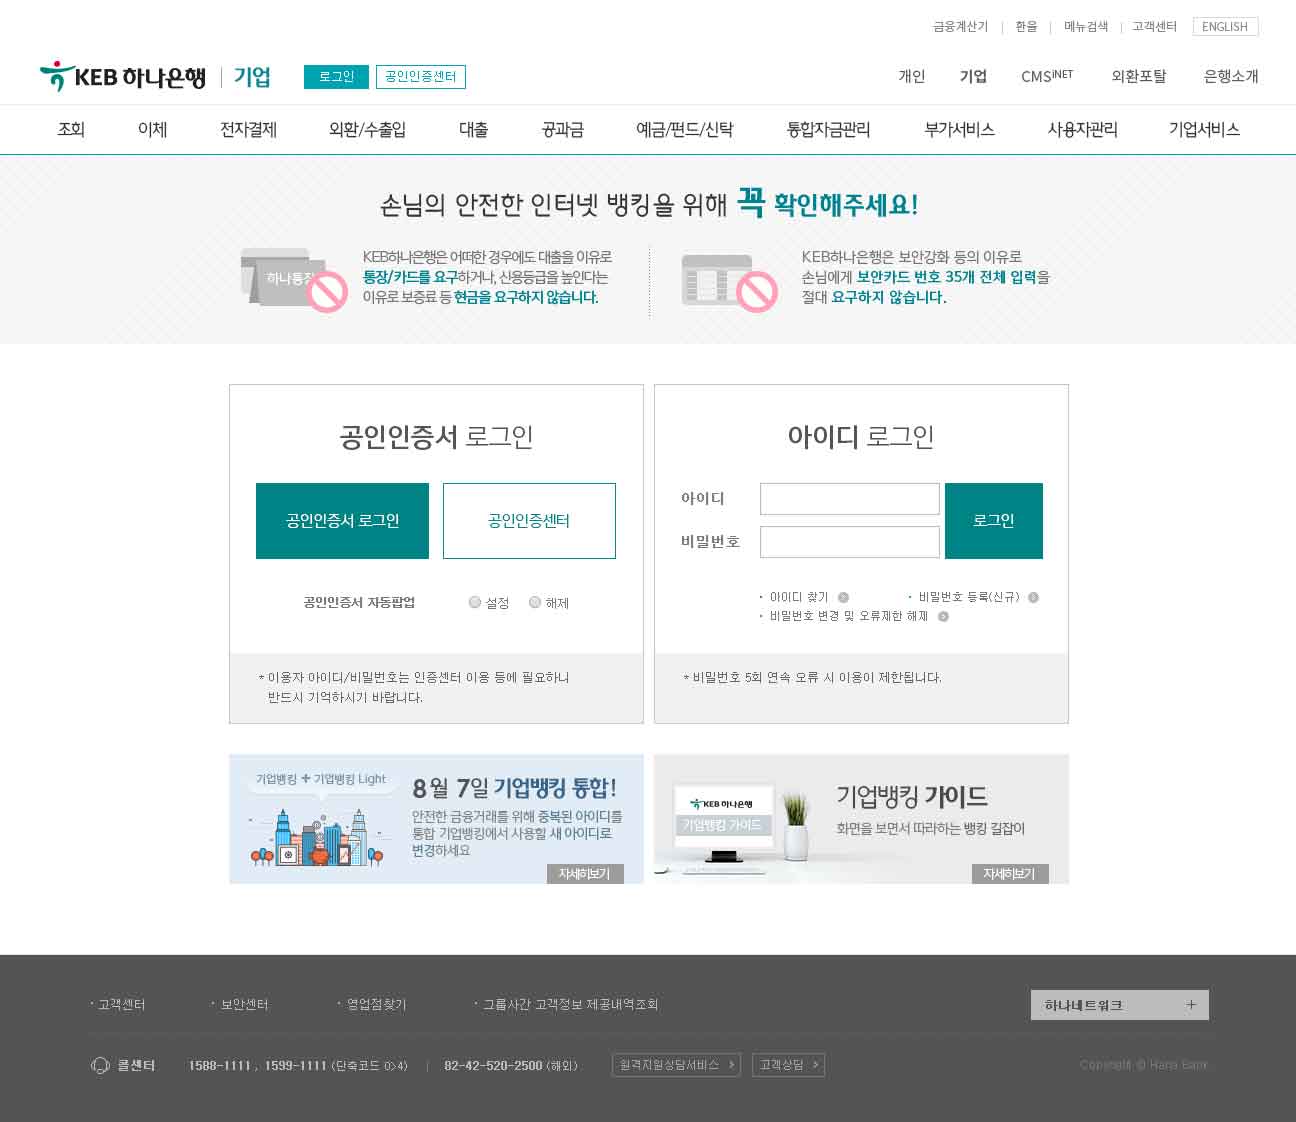 금융계산기 환율 메뉴검색 고객센터 ENGLISH
KEB 하나은행 기업 로그인 공인인증센터 개인 기업 CMSiNET 외환포탈 은행소개
조회 이체 전자결제 외환/수출입 대출 공과금 예금/펀드/신탁 통합자금관리 부가서비스 사용자관리 기업서비스
손님의 안전한 인터넷 뱅킹을 위해 꼭 확인해주세요!
하나통장
KEB하나은행은 어떠한 경우에도 대출을 이유로
통장/카드를 요구하거나, 신용등급을 높인다는
이유로 보증료 등 현금을 요구하지 않습니다.
KEB하나은행은 보안강화 등의 이유로
손님에게 보안카드 번호 35개 전체 입력을
절대 요구하지 않습니다.
공인인증서 로그인
공인인증서 로그인 공인인증센터
공인인증서 자동팝업 설정 해제
* 이용자 아이디/비밀번호는 인증센터 이용 등에 필요하니
반드시 기억하시기 바랍니다.
아이디 로그인
아이디
비밀번호
로그인
· 아이디 찾기 · 비밀번호 등록(신규)
· 비밀번호 변경 및 오류제한 해제
* 비밀번호 5회 연속 오류 시 이용이 제한됩니다.
기업뱅킹 + 기업뱅킹 Light
8월 7일 기업뱅킹 통합!
안전한 금융거래를 위해 중복된 아이디를
통합 기업뱅킹에서 사용할 새 아이디로
변경하세요
자세히보기
KEB 하나은행
기업뱅킹 가이드
기업뱅킹 가이드
화면을 보면서 따라하는 뱅킹 길잡이
자세히보기
· 고객센터 · 보안센터 · 영업점찾기 · 그룹사간 고객정보 제공내역조회
하나네트워크 +
콜센터 1588-1111 , 1599-1111 (단축코드 0>4) | 82-42-520-2500 (해외) 원격지원상담서비스 > 고객상담 >
Copyright © Hana Bank